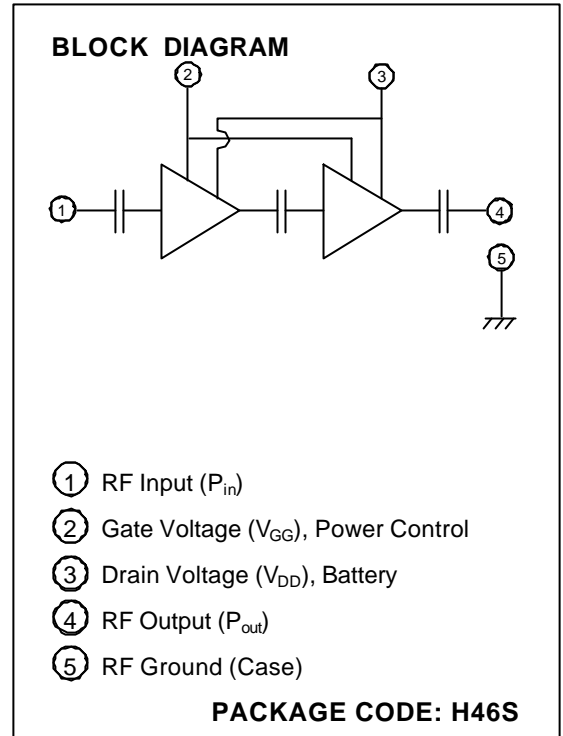 BLOCK DIAGRAM
2 3
1 4
5
1 RF Input (Pin)
2 Gate Voltage (VGG), Power Control
3 Drain Voltage (VDD), Battery
4 RF Output (Pout)
5 RF Ground (Case)
PACKAGE CODE: H46S